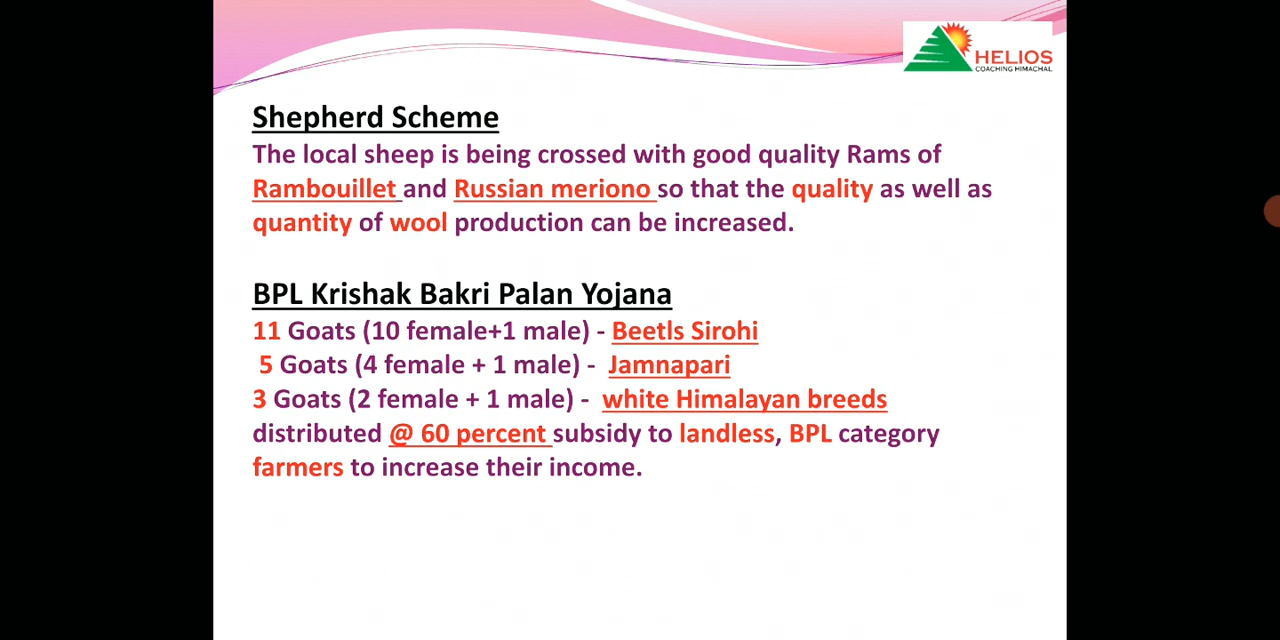 HELIOS
COACHING HIMACHAL
Shepherd Scheme
The local sheep is being crossed with good quality Rams of
Rambouillet and Russian meriono so that the quality as well as
quantity of wool production can be increased.
BPL Krishak Bakri Palan Yojana
11 Goats (10 female+1 male) - Beetls Sirohi
5 Goats (4 female + 1 male) - Jamnapari
3 Goats (2 female + 1 male) - white Himalayan breeds
distributed @ 60 percent subsidy to landless, BPL category
farmers to increase their income.